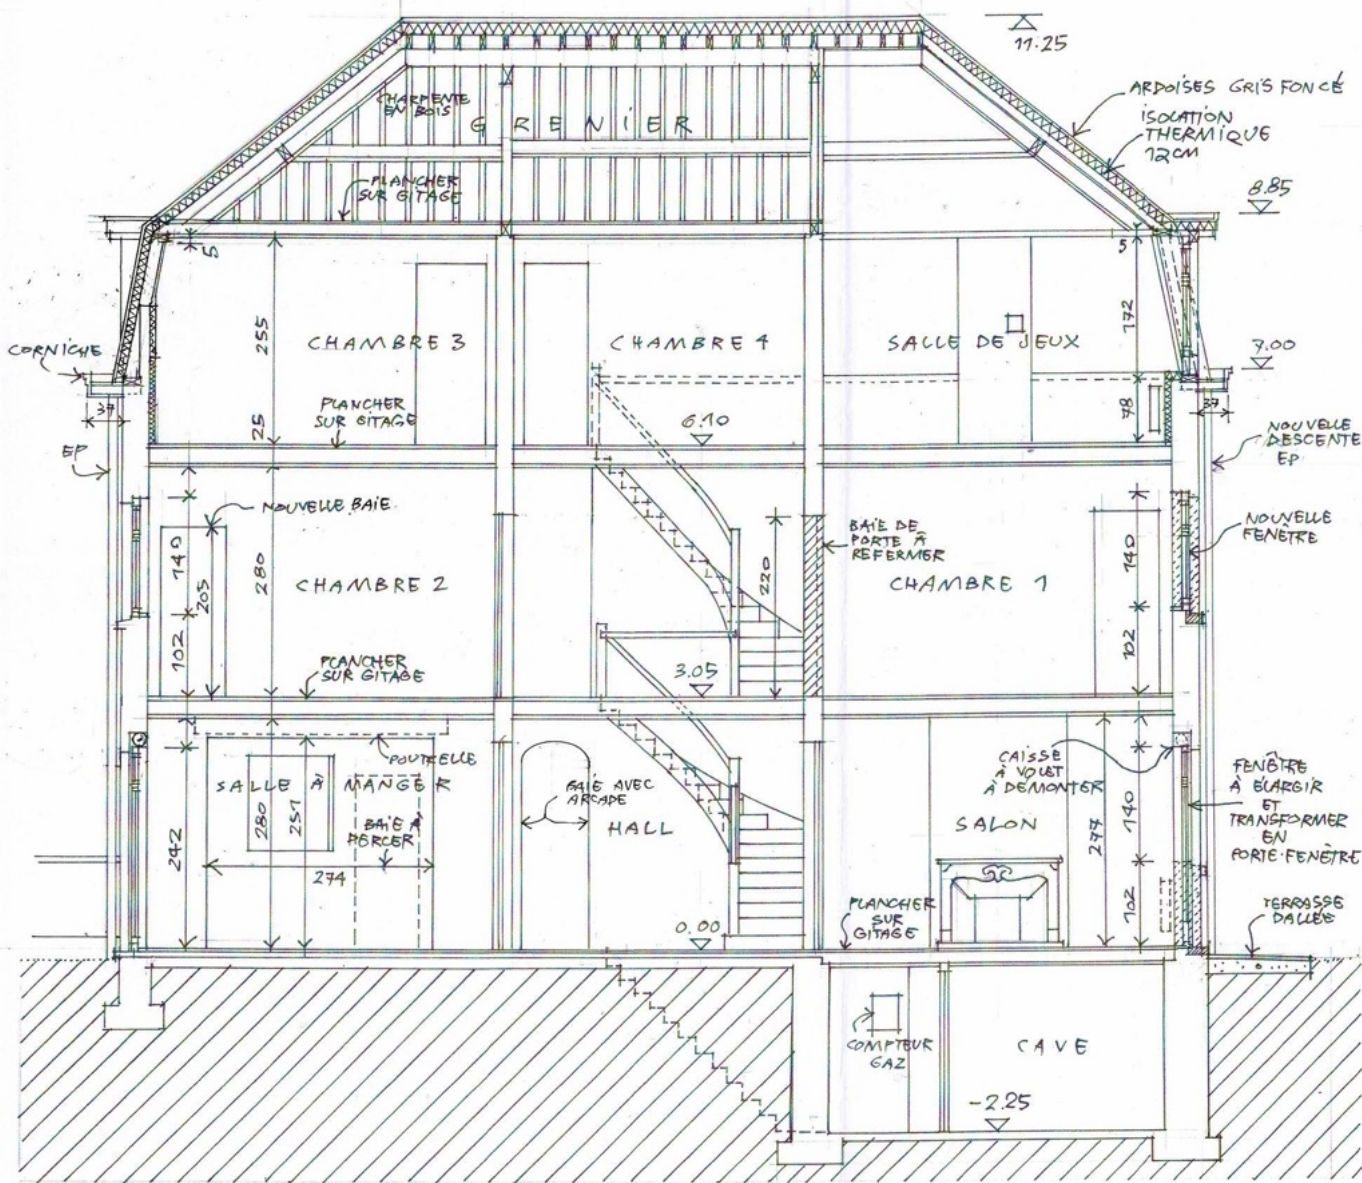 11.25
ARDOISES GRIS FONCÉ
ISOLATION
THERMIQUE
12CM
CHARPENTE
EN BOIS
GRENIER
PLANCHER
SUR GITAGE
8.85
5
5
255
CHAMBRE 3
CHAMBRE 4
SALLE DE JEUX
172
7.00
CORNICHE
37
37
PLANCHER
SUR GITAGE
25
6.10
78
EP
NOUVELLE
DESCENTE
EP
NOUVELLE BAIE
NOUVELLE
FENÊTRE
BAIE DE
PORTE À
REFERMER
140
205
280
CHAMBRE 2
220
CHAMBRE 1
140
102
PLANCHER
SUR GITAGE
3.05
102
POUTRELLE
SALLE À MANGER
BAIE AVEC
ARCADE
HALL
CAISSE
À VOLET
À DÉMONTER
SALON
FENÊTRE
À ÉLARGIR
ET
TRANSFORMER
EN
PORTE-FENÊTRE
242
280
251
BAIE À
PERCER
274
277
140
102
PLANCHER
SUR
GITAGE
0.00
TERRASSE
DALLÉE
COMPTEUR
GAZ
CAVE
-2.25